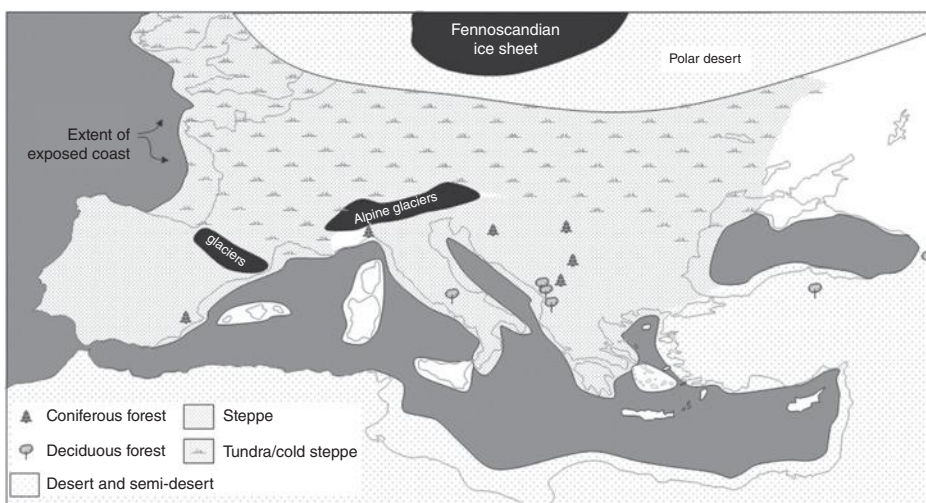 Fennoscandian
ice sheet
Polar desert
Extent of
exposed coast
Alpine glaciers
glaciers
Coniferous forest
Steppe
Deciduous forest
Tundra/cold steppe
Desert and semi-desert